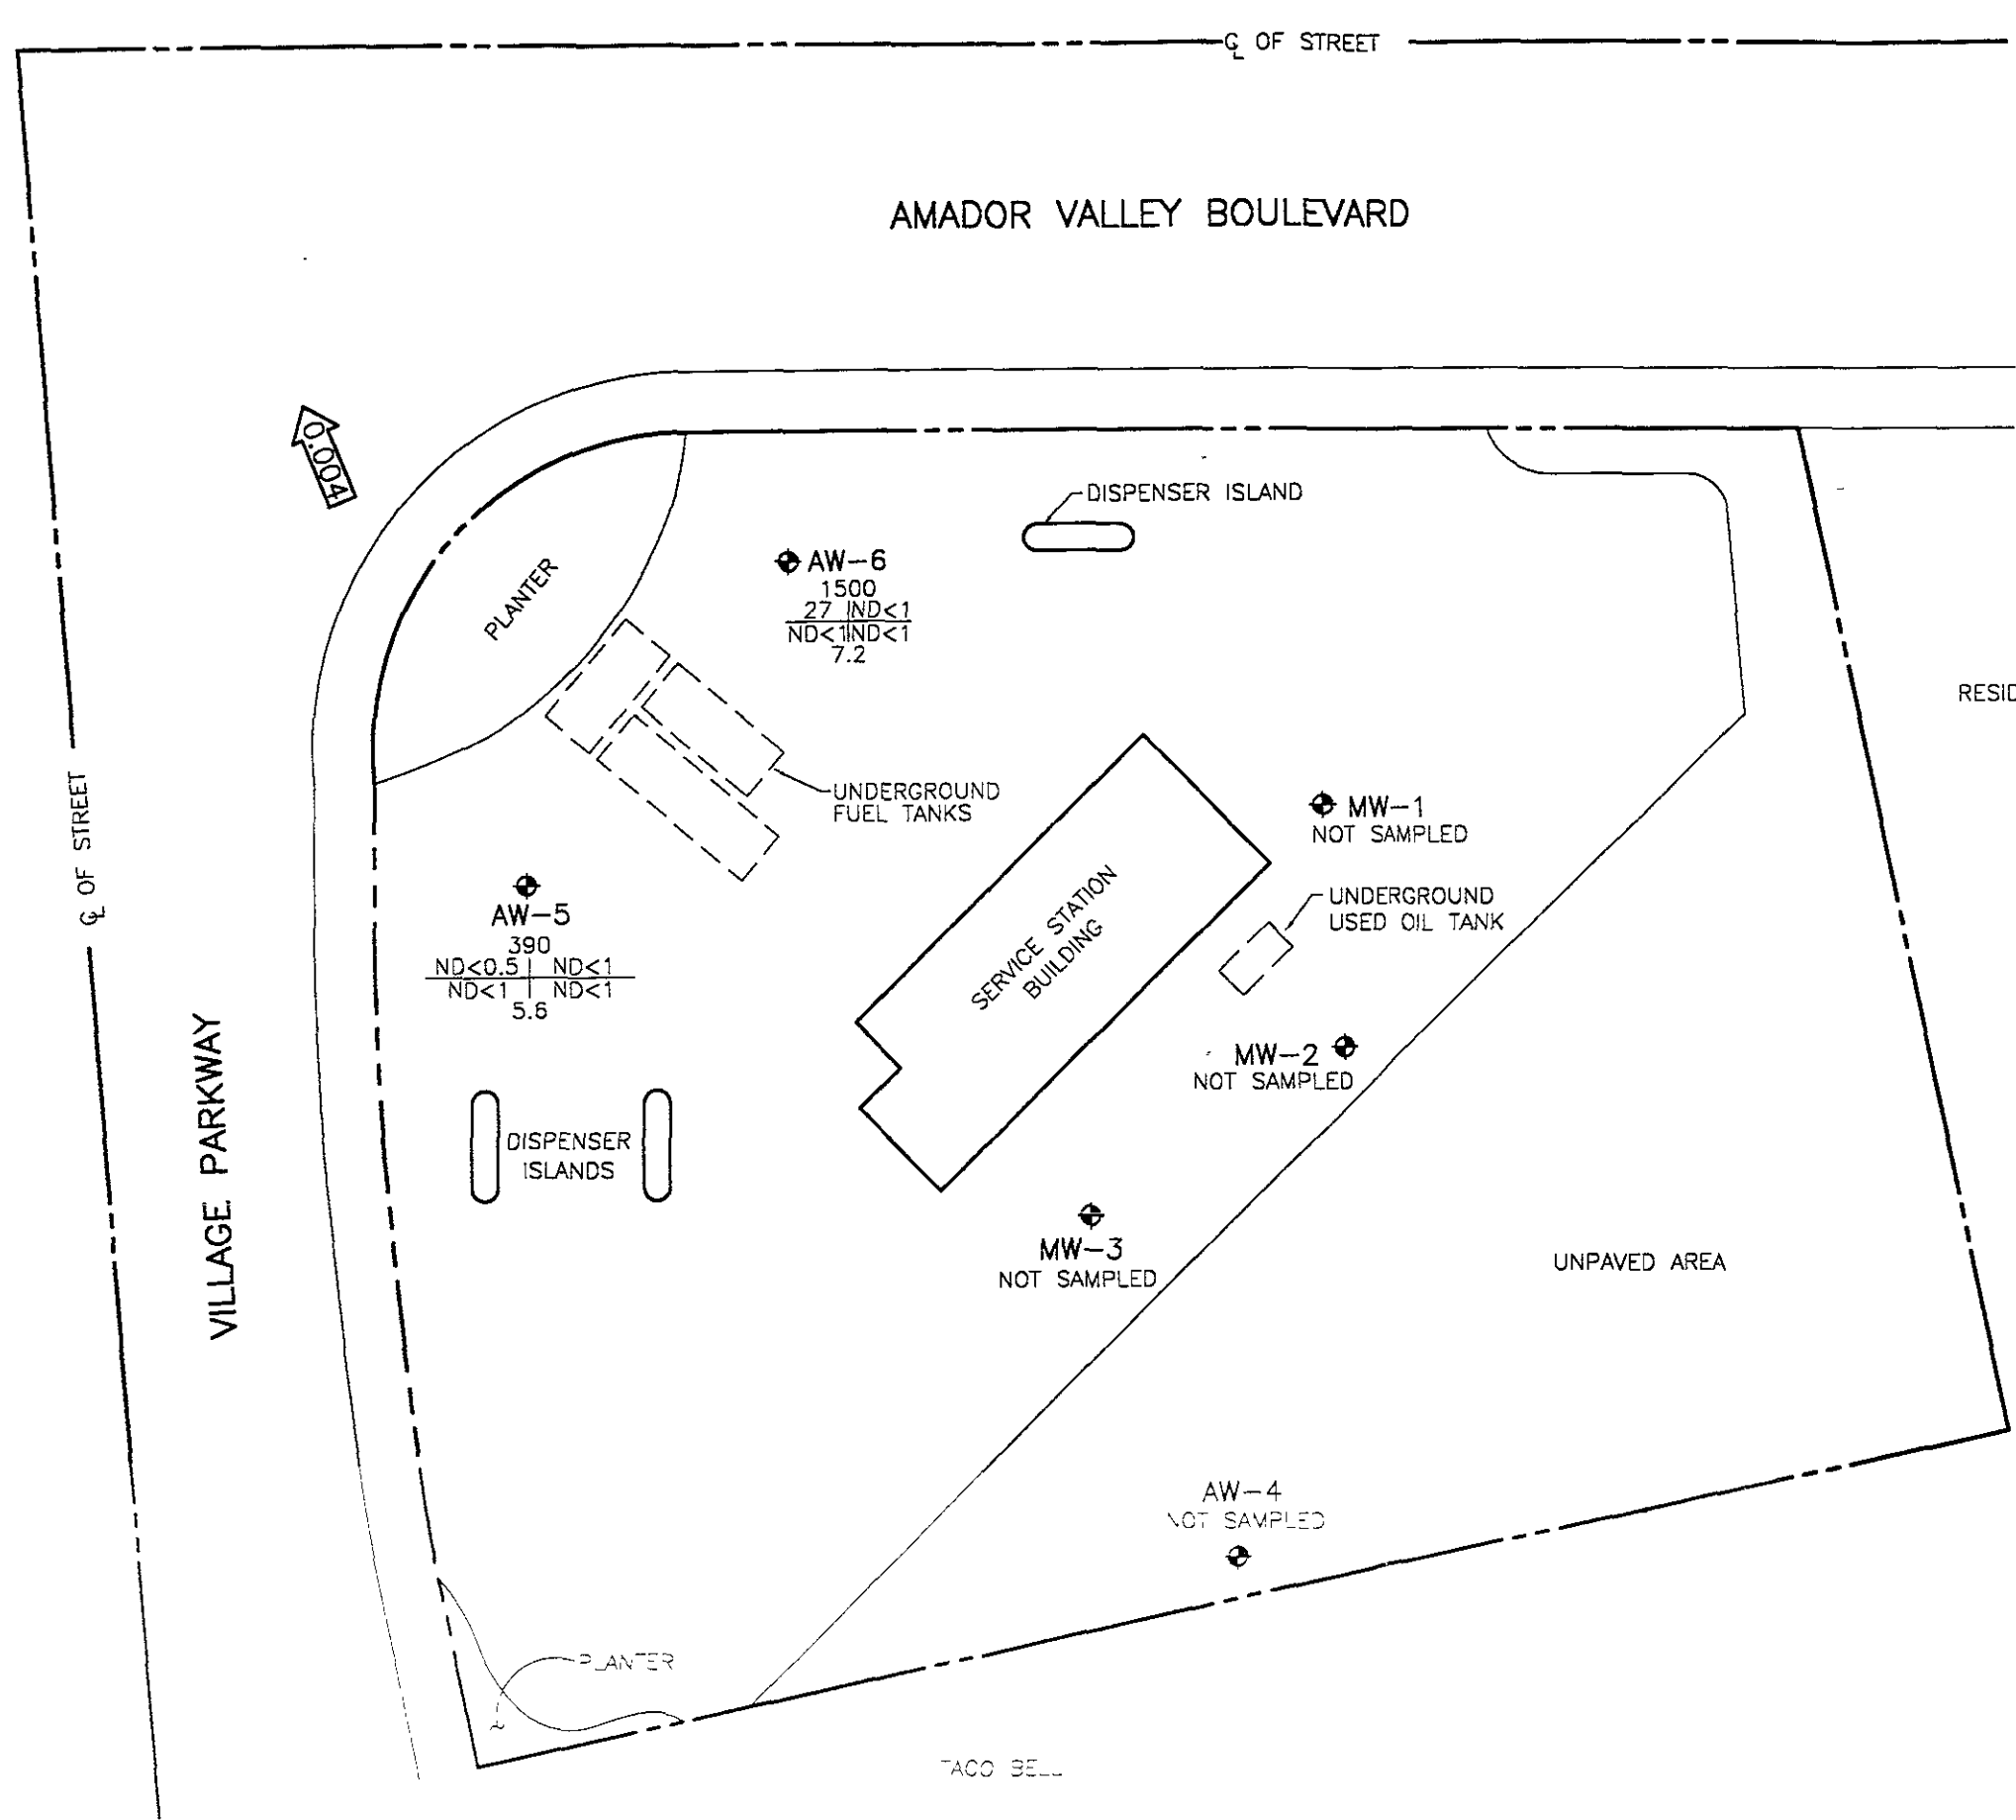 ℄ OF STREET
AMADOR VALLEY BOULEVARD
0.004
DISPENSER ISLAND
PLANTER
AW-6
1500
27 ND<1
ND<1 ND<1
7.2
RESID
UNDERGROUND
FUEL TANKS
MW-1
NOT SAMPLED
℄ OF STREET
AW-5
390
ND<0.5 ND<1
ND<1 ND<1
5.6
SERVICE STATION
BUILDING
UNDERGROUND
USED OIL TANK
MW-2
NOT SAMPLED
VILLAGE PARKWAY
DISPENSER
ISLANDS
MW-3
NOT SAMPLED
UNPAVED AREA
AW-4
NOT SAMPLED
PLANTER
TACO BELL